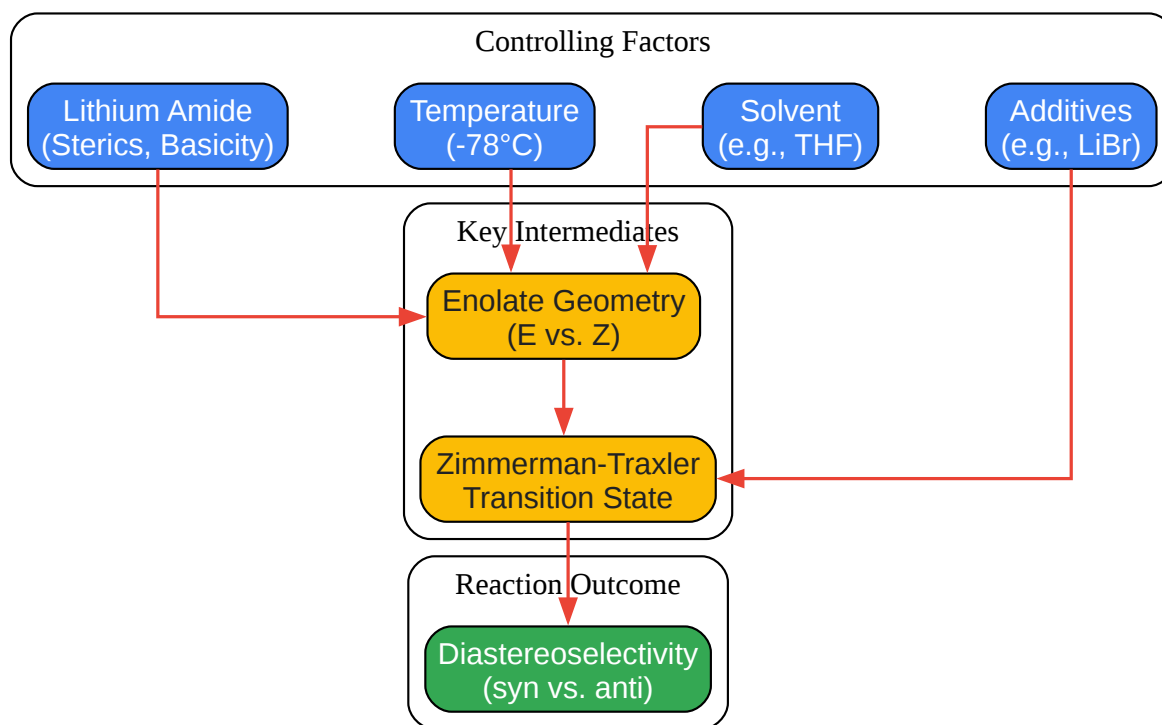 Controlling Factors
Lithium Amide
(Sterics, Basicity)
Temperature
(-78°C)
Solvent
(e.g., THF)
Additives
(e.g., LiBr)
Key Intermediates
Enolate Geometry
(E vs. Z)
Zimmerman-Traxler
Transition State
Reaction Outcome
Diastereoselectivity
(syn vs. anti)